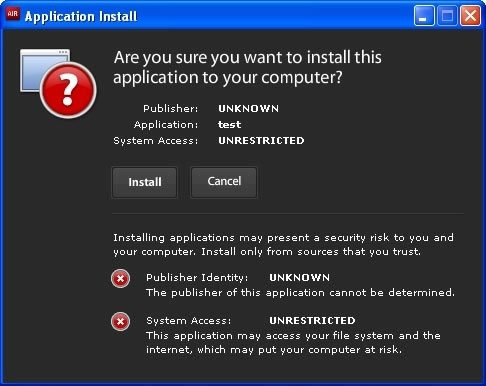 AIR Application Install
Are you sure you want to install this
application to your computer?
?
Publisher: UNKNOWN
Application: test
System Access: UNRESTRICTED
Install Cancel
Installing applications may present a security risk to you and
your computer. Install only from sources that you trust.
Publisher Identity: UNKNOWN
The publisher of this application cannot be determined.
System Access: UNRESTRICTED
This application may access your file system and the
internet, which may put your computer at risk.